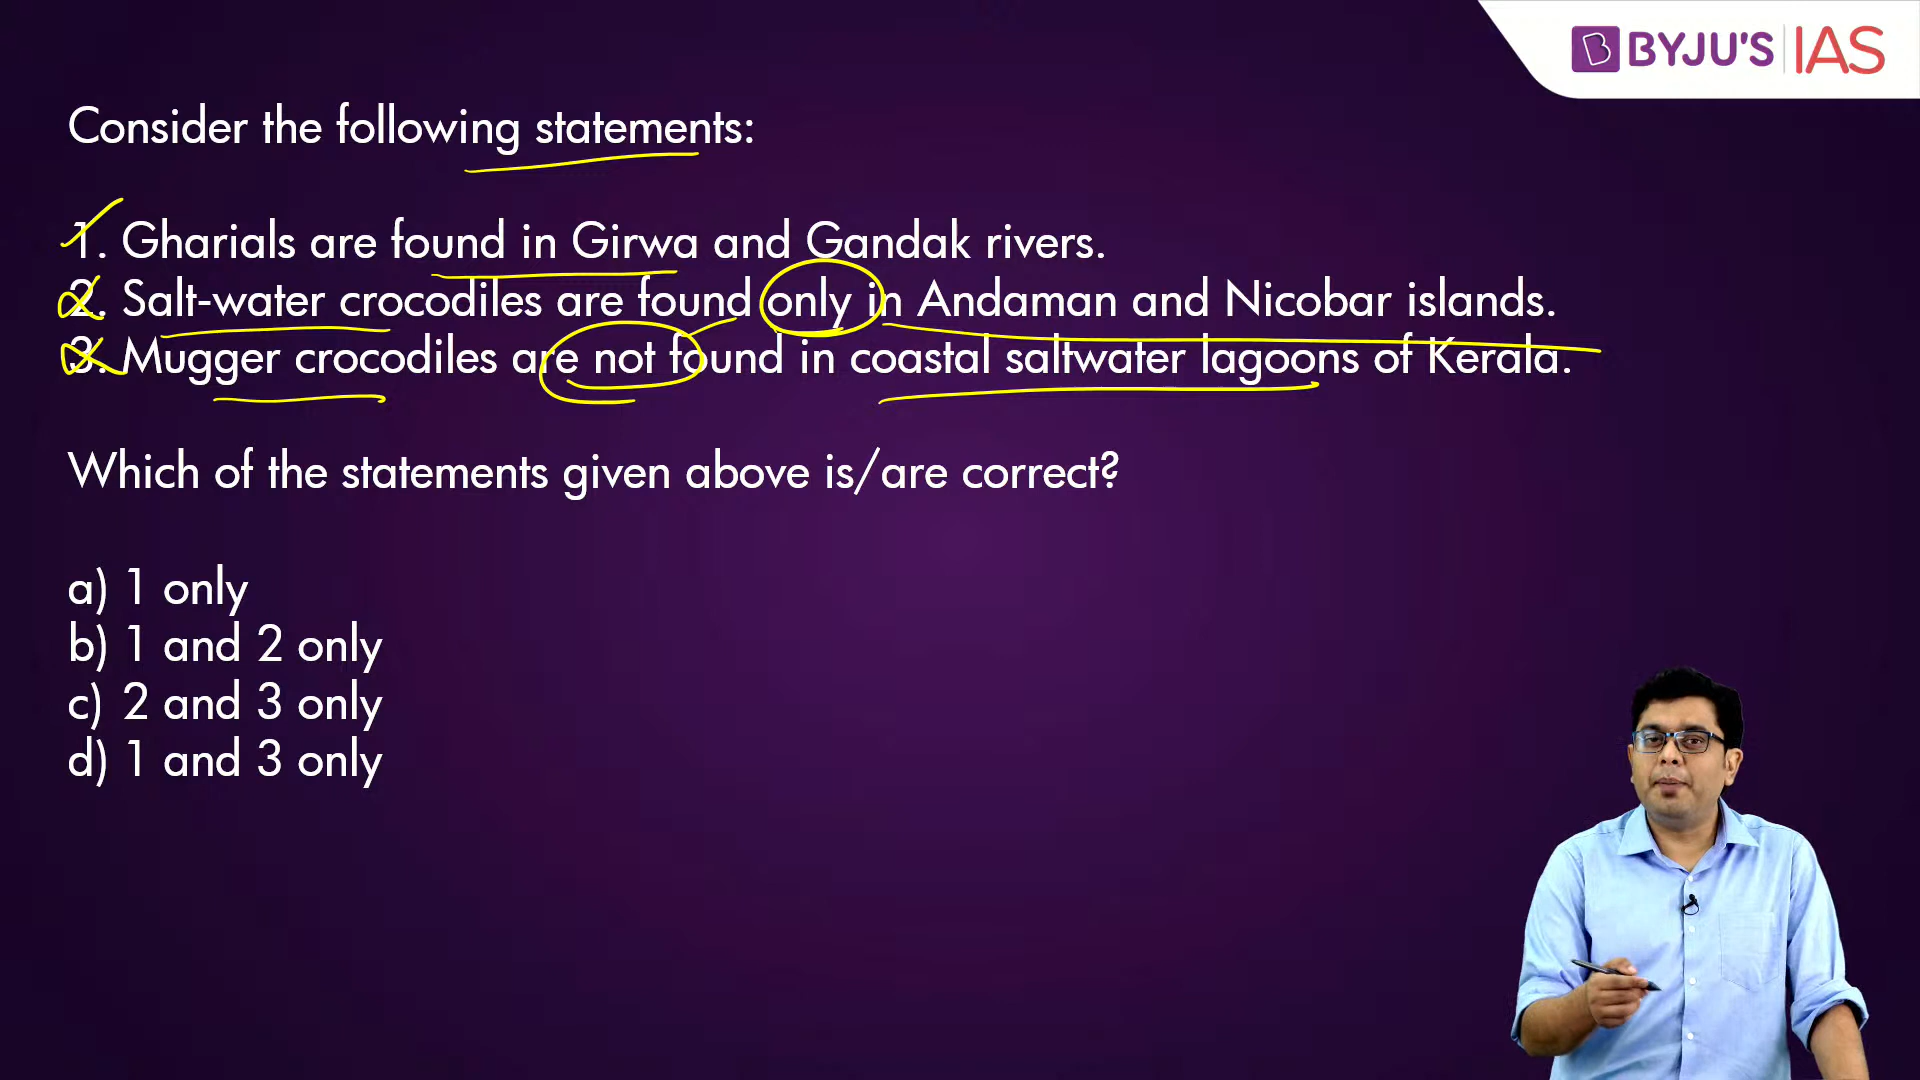 BYJU'S IAS
Consider the following statements:
1. Gharials are found in Girwa and Gandak rivers.
2. Salt-water crocodiles are found only in Andaman and Nicobar islands.
3. Mugger crocodiles are not found in coastal saltwater lagoons of Kerala.
Which of the statements given above is/are correct?
a) 1 only
b) 1 and 2 only
c) 2 and 3 only
d) 1 and 3 only